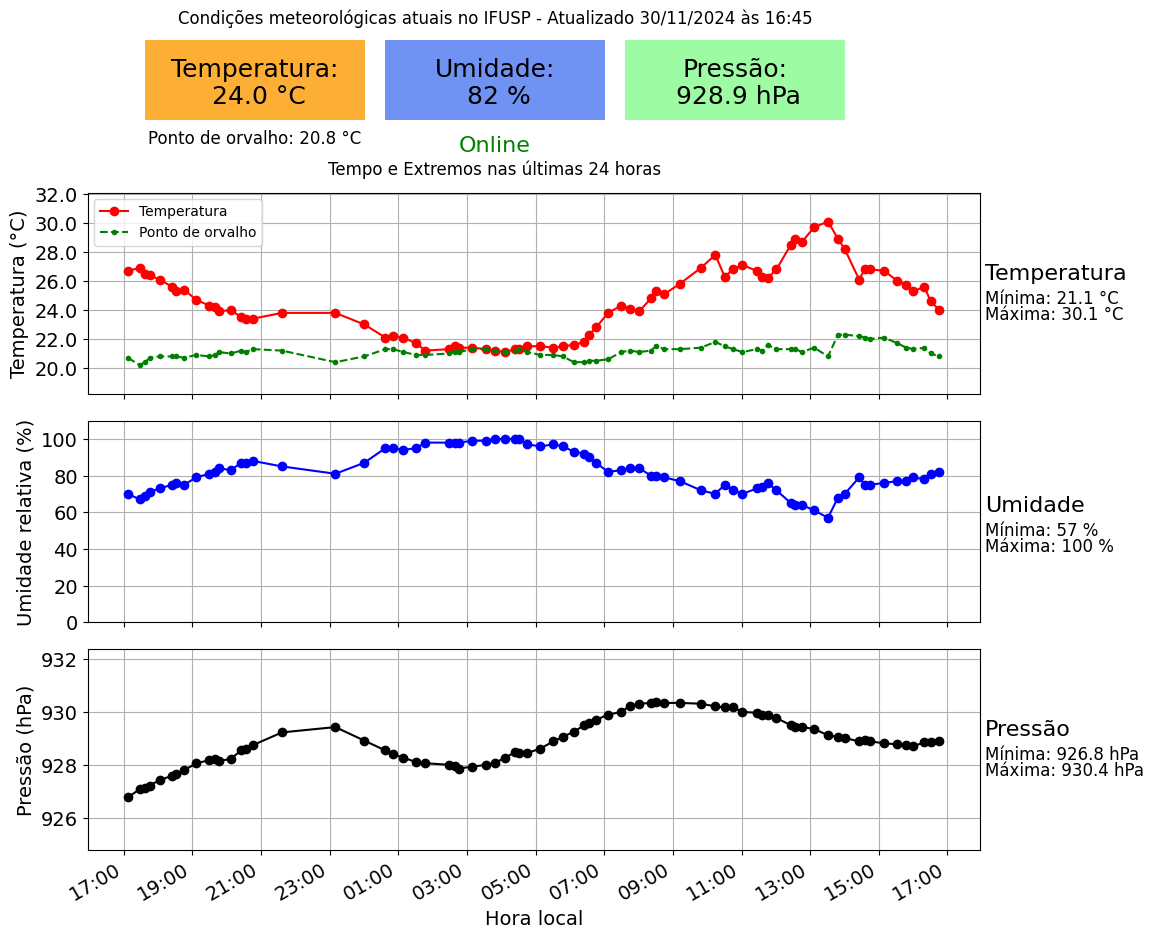 Condições meteorológicas atuais no IFUSP - Atualizado 30/11/2024 às 16:45
Temperatura:
24.0 °C
Umidade:
82 %
Pressão:
928.9 hPa
Ponto de orvalho: 20.8 °C
Online
Tempo e Extremos nas últimas 24 horas
Temperatura (°C)
32.0
30.0
28.0
26.0
24.0
22.0
20.0
Temperatura
Ponto de orvalho
Temperatura
Mínima: 21.1 °C
Máxima: 30.1 °C
Umidade relativa (%)
100
80
60
40
20
0
Umidade
Mínima: 57 %
Máxima: 100 %
Pressão (hPa)
932
930
928
926
Pressão
Mínima: 926.8 hPa
Máxima: 930.4 hPa
17:00 19:00 21:00 23:00 01:00 03:00 05:00 07:00 09:00 11:00 13:00 15:00 17:00
Hora local